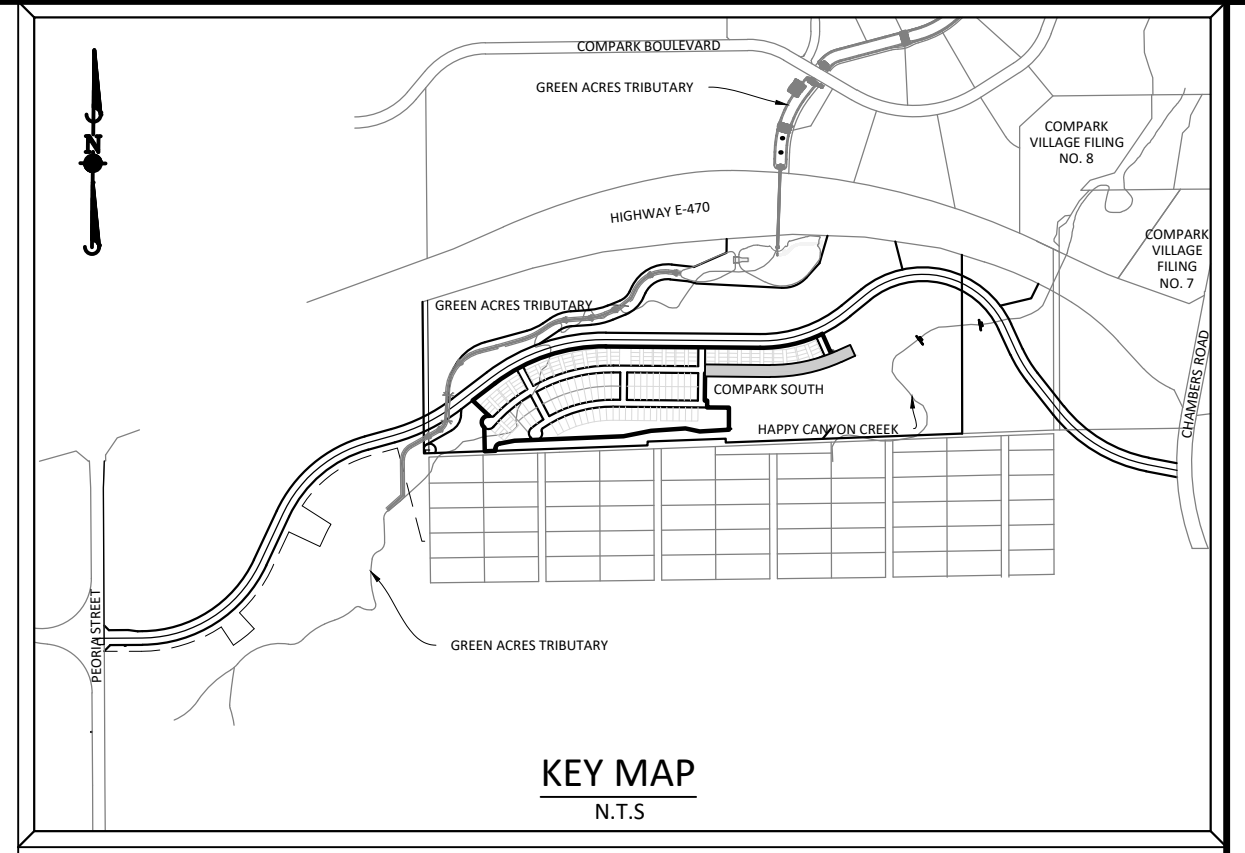 COMPARK BOULEVARD
GREEN ACRES TRIBUTARY
N
COMPARK
VILLAGE FILING
NO. 8
HIGHWAY E-470
COMPARK
VILLAGE
FILING
NO. 7
GREEN ACRES TRIBUTARY
CHAMBERS ROAD
COMPARK SOUTH
HAPPY CANYON CREEK
PEORIA STREET
GREEN ACRES TRIBUTARY
KEY MAP
N.T.S